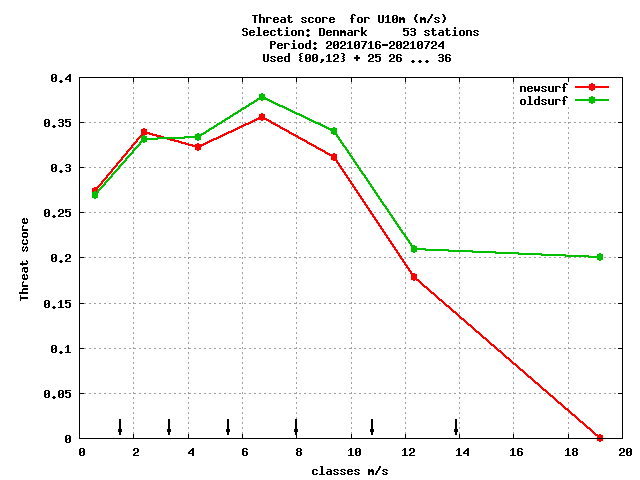 Threat score  for U10m (m/s)
Selection: Denmark     53 stations
Period: 20210716-20210724
Used {00,12} + 25 26 ... 36
newsurf
oldsurf
0.4
0.35
0.3
0.25
0.2
0.15
0.1
0.05
0
Threat score
0 2 4 6 8 10 12 14 16 18 20
classes m/s